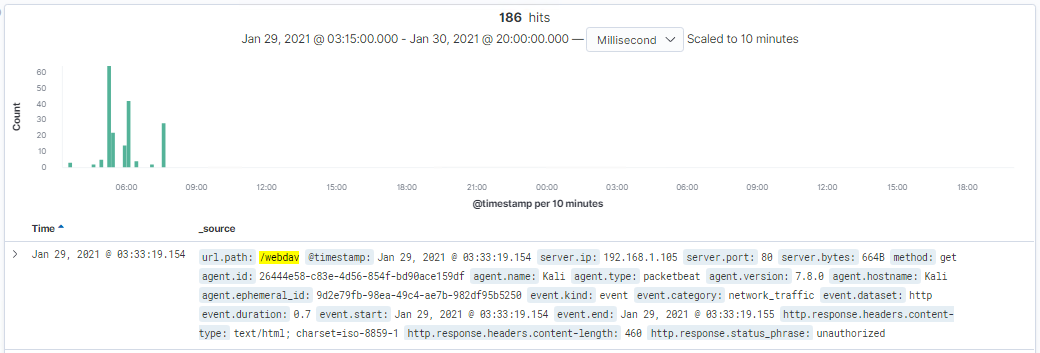 186 hits
Jan 29, 2021 @ 03:15:00.000 - Jan 30, 2021 @ 20:00:00.000 — Millisecond Scaled to 10 minutes
60
50
40
30
20
10
0
Count
06:00 09:00 12:00 15:00 18:00 21:00 00:00 03:00 06:00 09:00 12:00 15:00 18:00
@timestamp per 10 minutes
Time _source
Jan 29, 2021 @ 03:33:19.154 url.path: /webdav @timestamp: Jan 29, 2021 @ 03:33:19.154 server.ip: 192.168.1.105 server.port: 80 server.bytes: 664B method: get
agent.id: 26444e58-c83e-4d56-854f-bd90ace159df agent.name: Kali agent.type: packetbeat agent.version: 7.8.0 agent.hostname: Kali
agent.ephemeral_id: 9d2e79fb-98ea-49c4-ae7b-982df95b5250 event.kind: event event.category: network_traffic event.dataset: http
event.duration: 0.7 event.start: Jan 29, 2021 @ 03:33:19.154 event.end: Jan 29, 2021 @ 03:33:19.155 http.response.headers.content-
type: text/html; charset=iso-8859-1 http.response.headers.content-length: 460 http.response.status_phrase: unauthorized